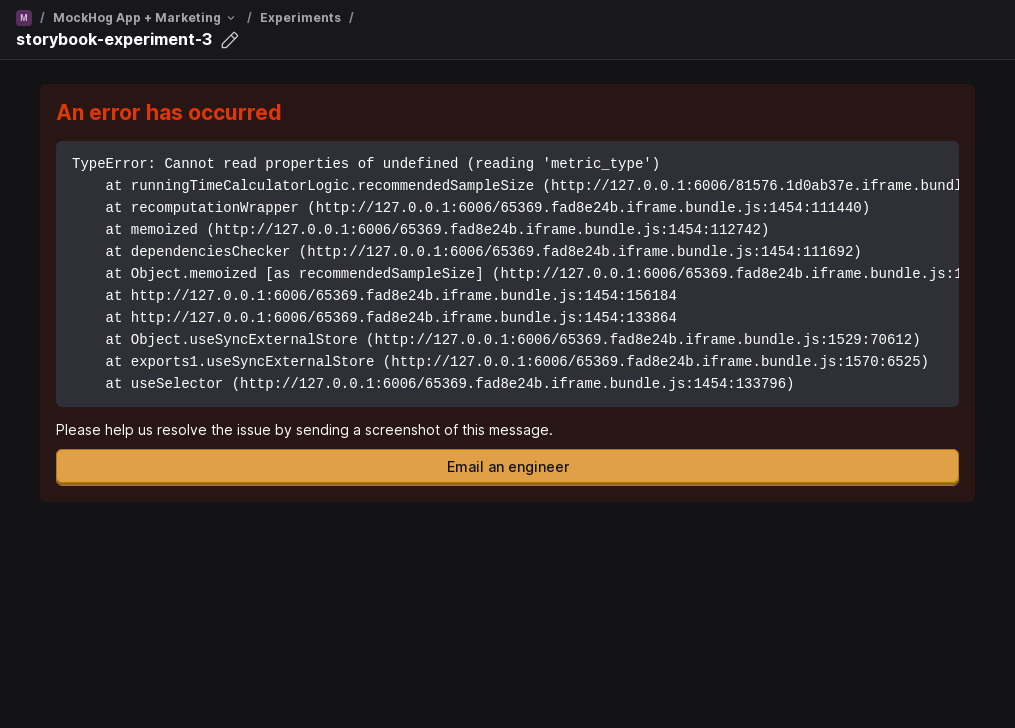 M / MockHog App + Marketing / Experiments /
storybook-experiment-3
An error has occurred
TypeError: Cannot read properties of undefined (reading 'metric_type')
at runningTimeCalculatorLogic.recommendedSampleSize (http://127.0.0.1:6006/81576.1d0ab37e.iframe.bundl
at recomputationWrapper (http://127.0.0.1:6006/65369.fad8e24b.iframe.bundle.js:1454:111440)
at memoized (http://127.0.0.1:6006/65369.fad8e24b.iframe.bundle.js:1454:112742)
at dependenciesChecker (http://127.0.0.1:6006/65369.fad8e24b.iframe.bundle.js:1454:111692)
at Object.memoized [as recommendedSampleSize] (http://127.0.0.1:6006/65369.fad8e24b.iframe.bundle.js:1
at http://127.0.0.1:6006/65369.fad8e24b.iframe.bundle.js:1454:156184
at http://127.0.0.1:6006/65369.fad8e24b.iframe.bundle.js:1454:133864
at Object.useSyncExternalStore (http://127.0.0.1:6006/65369.fad8e24b.iframe.bundle.js:1529:70612)
at exports1.useSyncExternalStore (http://127.0.0.1:6006/65369.fad8e24b.iframe.bundle.js:1570:6525)
at useSelector (http://127.0.0.1:6006/65369.fad8e24b.iframe.bundle.js:1454:133796)
Please help us resolve the issue by sending a screenshot of this message.
Email an engineer